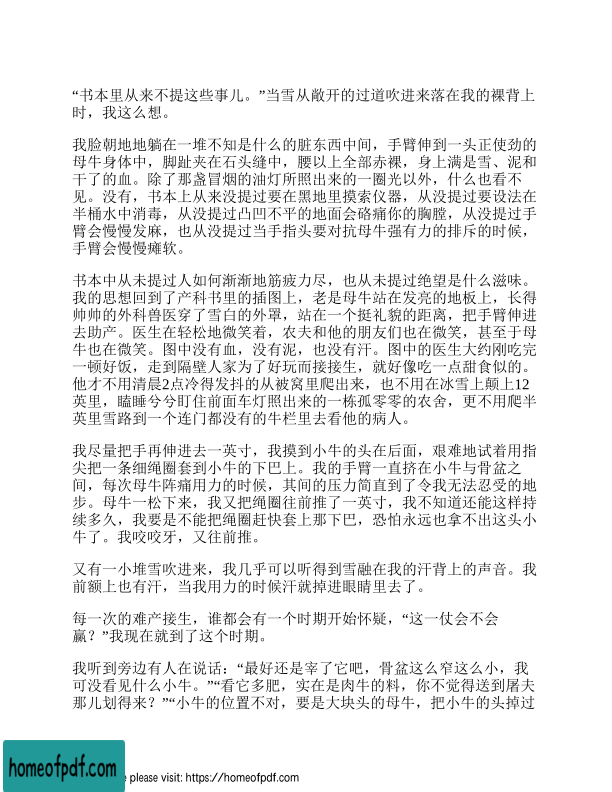 “书本里从来不提这些事儿。”当雪从敞开的过道吹进来落在我的裸背上
时，我这么想。
我脸朝地地躺在一堆不知是什么的脏东西中间，手臂伸到一头正使劲的
母牛身体中，脚趾夹在石头缝中，腰以上全部赤裸，身上满是雪、泥和
干了的血。除了那盏冒烟的油灯所照出来的一圈光以外，什么也看不
见。没有，书本上从来没提过要在黑地里摸索仪器，从没提过要设法在
半桶水中消毒，从没提过凸凹不平的地面会硌痛你的胸膛，从没提过手
臂会慢慢发麻，也从没提过当手指头要对抗母牛强有力的排斥的时候，
手臂会慢慢瘫软。
书本中从未提过人如何渐渐地筋疲力尽，也从未提过绝望是什么滋味。
我的思想回到了产科书里的插图上，老是母牛站在发亮的地板上，长得
帅帅的外科兽医穿了雪白的外罩，站在一个挺礼貌的距离，把手臂伸进
去助产。医生在轻松地微笑着，农夫和他的朋友们也在微笑，甚至于母
牛也在微笑。图中没有血，没有泥，也没有汗。图中的医生大约刚吃完
一顿好饭，走到隔壁人家为了好玩而接接生，就好像吃一点甜食似的。
他才不用清晨2点冷得发抖的从被窝里爬出来，也不用在冰雪上颠上12
英里，瞌睡兮兮盯住前面车灯照出来的一栋孤零零的农舍，更不用爬半
英里雪路到一个连门都没有的牛栏里去看他的病人。
我尽量把手再伸进去一英寸，我摸到小牛的头在后面，艰难地试着用指
尖把一条细绳圈套到小牛的下巴上。我的手臂一直挤在小牛与骨盆之
间，每次母牛阵痛用力的时候，其间的压力简直到了令我无法忍受的地
步。母牛一松下来，我又把绳圈往前推了一英寸，我不知道还能这样持
续多久，我要是不能把绳圈赶快套上那下巴，恐怕永远也拿不出这头小
牛了。我咬咬牙，又往前推。
又有一小堆雪吹进来，我几乎可以听得到雪融在我的汗背上的声音。我
前额上也有汗，当我用力的时候汗就掉进眼睛里去了。
每一次的难产接生，谁都会有一个时期开始怀疑，“这一仗会不会
赢？”我现在就到了这个时期。
我听到旁边有人在说话：“最好还是宰了它吧，骨盆这么窄这么小，我
可没看见什么小牛。”“看它多肥，实在是肉牛的料，你不觉得送到屠夫
那儿划得来？”“小牛的位置不对，要是大块头的母牛，把小牛的头掉过
homeofpdf.com
please visit: https://homeofpdf.com